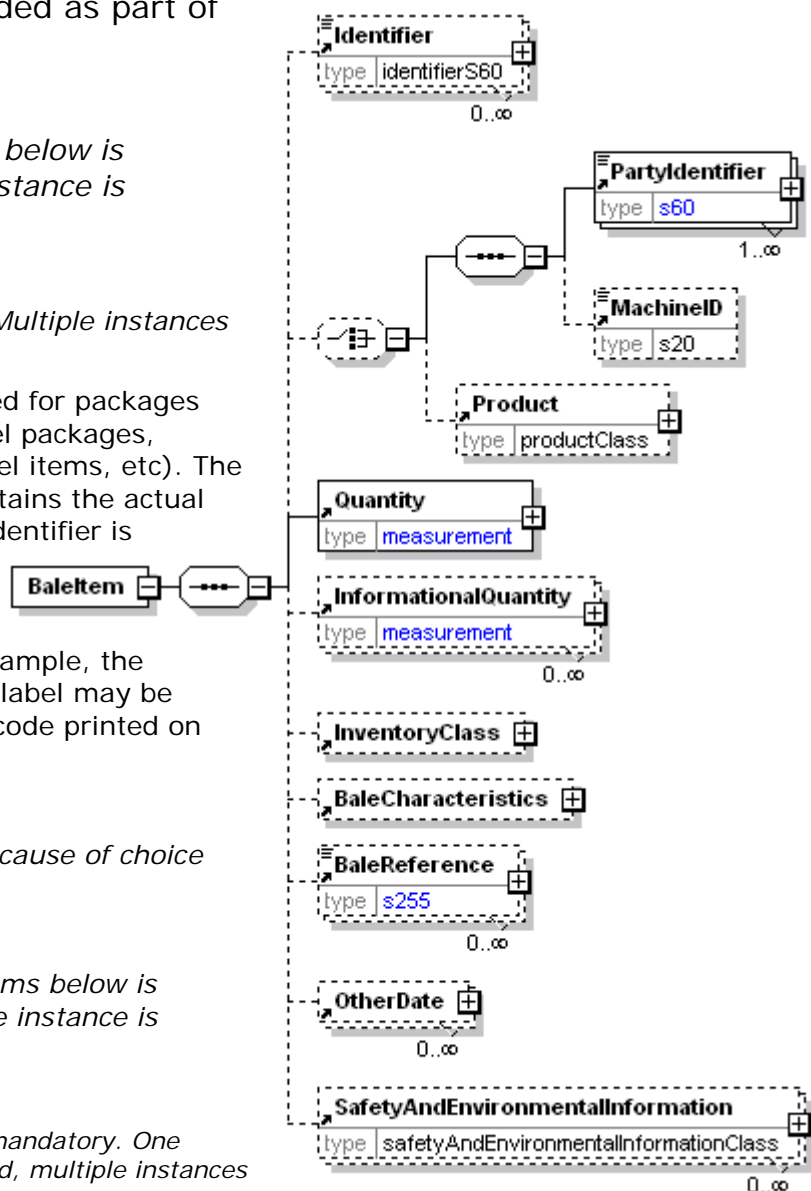 ded as part of
below is
stance is
Multiple instances
ed for packages
el packages,
el items, etc). The
tains the actual
dentifier is
ample, the
label may be
code printed on
cause of choice
ms below is
e instance is
mandatory. One
d, multiple instances
BaleItem
Identifier
type identifierS60
0..∞
PartyIdentifier
type s60
1..∞
MachineID
type s20
Product
type productClass
Quantity
type measurement
InformationalQuantity
type measurement
0..∞
InventoryClass
BaleCharacteristics
BaleReference
type s255
0..∞
OtherDate
0..∞
SafetyAndEnvironmentalInformation
type safetyAndEnvironmentalInformationClass
0..∞